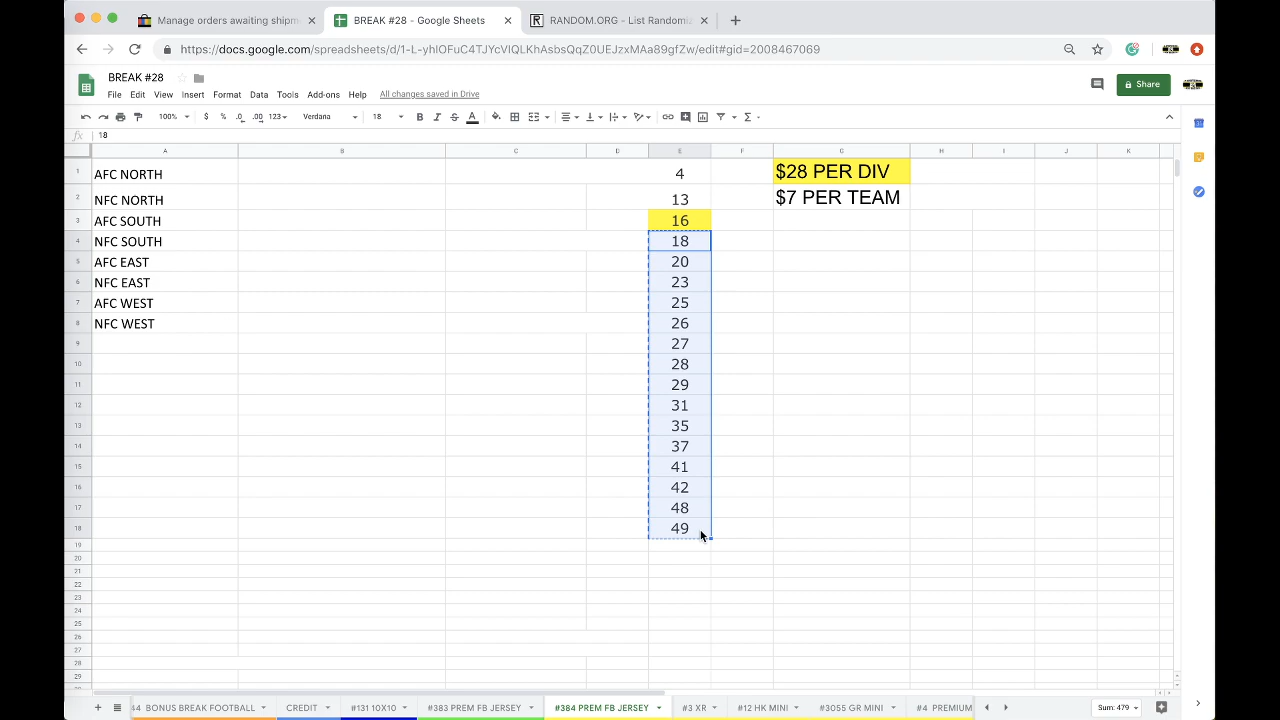 Manage orders awaiting shipm
BREAK #28 - Google Sheets
RANDOM.ORG - List Randomiz
https://docs.google.com/spreadsheets/d/1-L-yhIOFuC4TJYcVIQLKhAsbsQqZ0UEJzxMAa89gfZw/edit#gid=2008467069
BREAK #28
File Edit View Insert Format Data Tools Add-ons Help All changes saved in Drive
Share
100% $ % .0 .00 123 Verdana 18 B I S A
fx 18
A B C D E F G H I J K
1 AFC NORTH 4 $28 PER DIV
2 NFC NORTH 13 $7 PER TEAM
3 AFC SOUTH 16
4 NFC SOUTH 18
5 AFC EAST 20
6 NFC EAST 23
7 AFC WEST 25
8 NFC WEST 26
9 27
10 28
11 29
12 31
13 35
14 37
15 41
16 42
17 48
18 49
19
20
21
22
23
24
25
26
27
28
29
44 BONUS BREAK FOOTBALL CREDIT #131 10X10 #383 PREM FB JERSEY #384 PREM FB JERSEY #3 XR #12 HR MINI #3055 GR MINI #4 PREMIUM Sum: 479